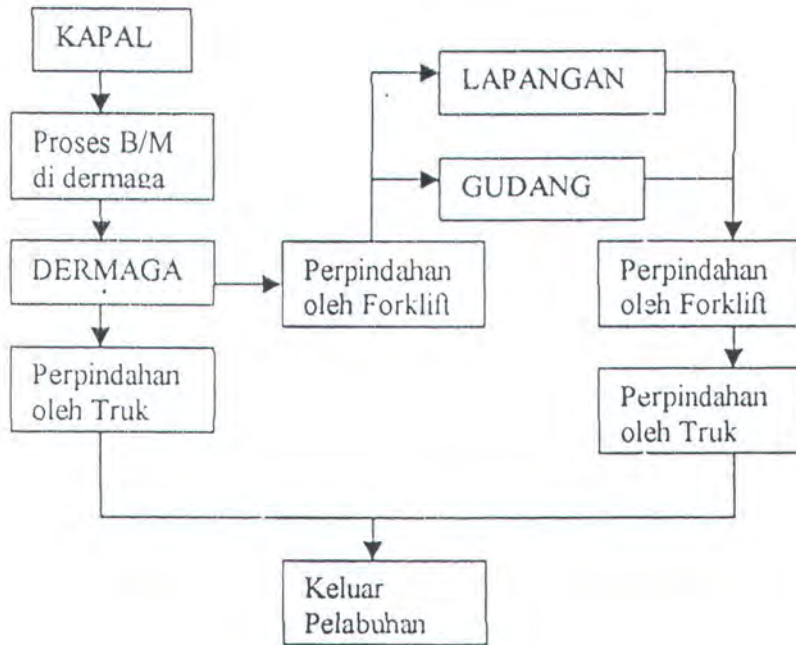 KAPAL
Proses B/M
di dermaga
DERMAGA
Perpindahan
oleh Truk
Perpindahan
oleh Forklift
LAPANGAN
GUDANG
Perpindahan
oleh Forklift
Perpindahan
oleh Truk
Keluar
Pelabuhan